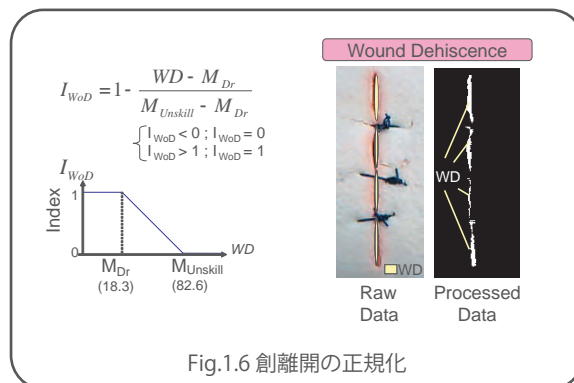 Wound Dehiscence
I_WoD = 1 - (WD - M_Dr) / (M_Unskill - M_Dr)
{ I_WoD < 0 ; I_WoD = 0
I_WoD > 1 ; I_WoD = 1
I_WoD
Index
1
0
WD
M_Dr
(18.3)
M_Unskill
(82.6)
WD
WD
Raw Data
Processed Data
Fig.1.6 創離開の正規化